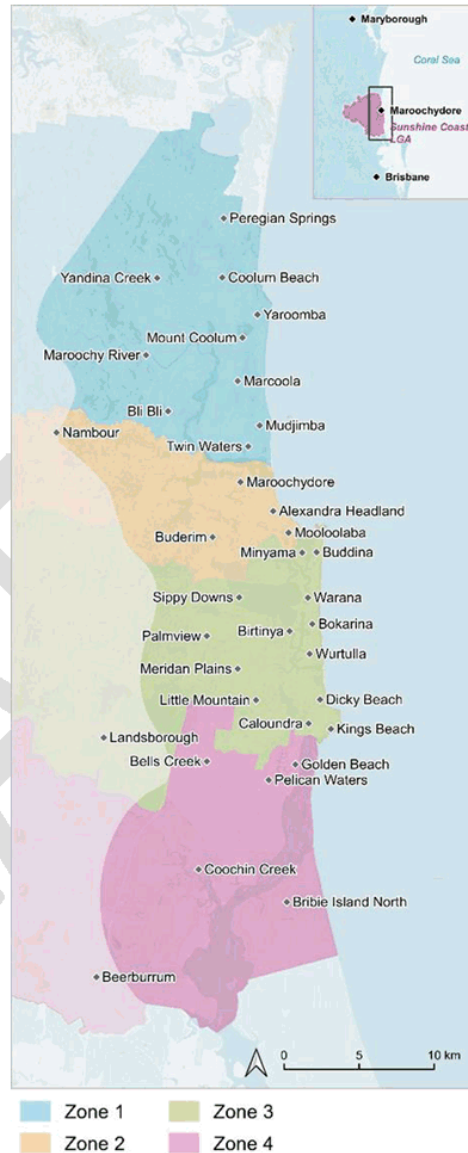 Maryborough
Coral Sea
Maroochydore
Sunshine Coast
LGA
Brisbane
Peregian Springs
Yandina Creek
Coolum Beach
Yaroomba
Mount Coolum
Maroochy River
Marcoola
Bli Bli
Mudjimba
Nambour
Twin Waters
Maroochydore
Alexandra Headland
Mooloolaba
Buderim
Minyama
Buddina
Sippy Downs
Warana
Bokarina
Birtinya
Palmview
Wurtulla
Meridan Plains
Little Mountain
Dicky Beach
Caloundra
Kings Beach
Landsborough
Bells Creek
Golden Beach
Pelican Waters
Coochin Creek
Bribie Island North
Beerburrum
0 5 10 km
Zone 1 Zone 3
Zone 2 Zone 4